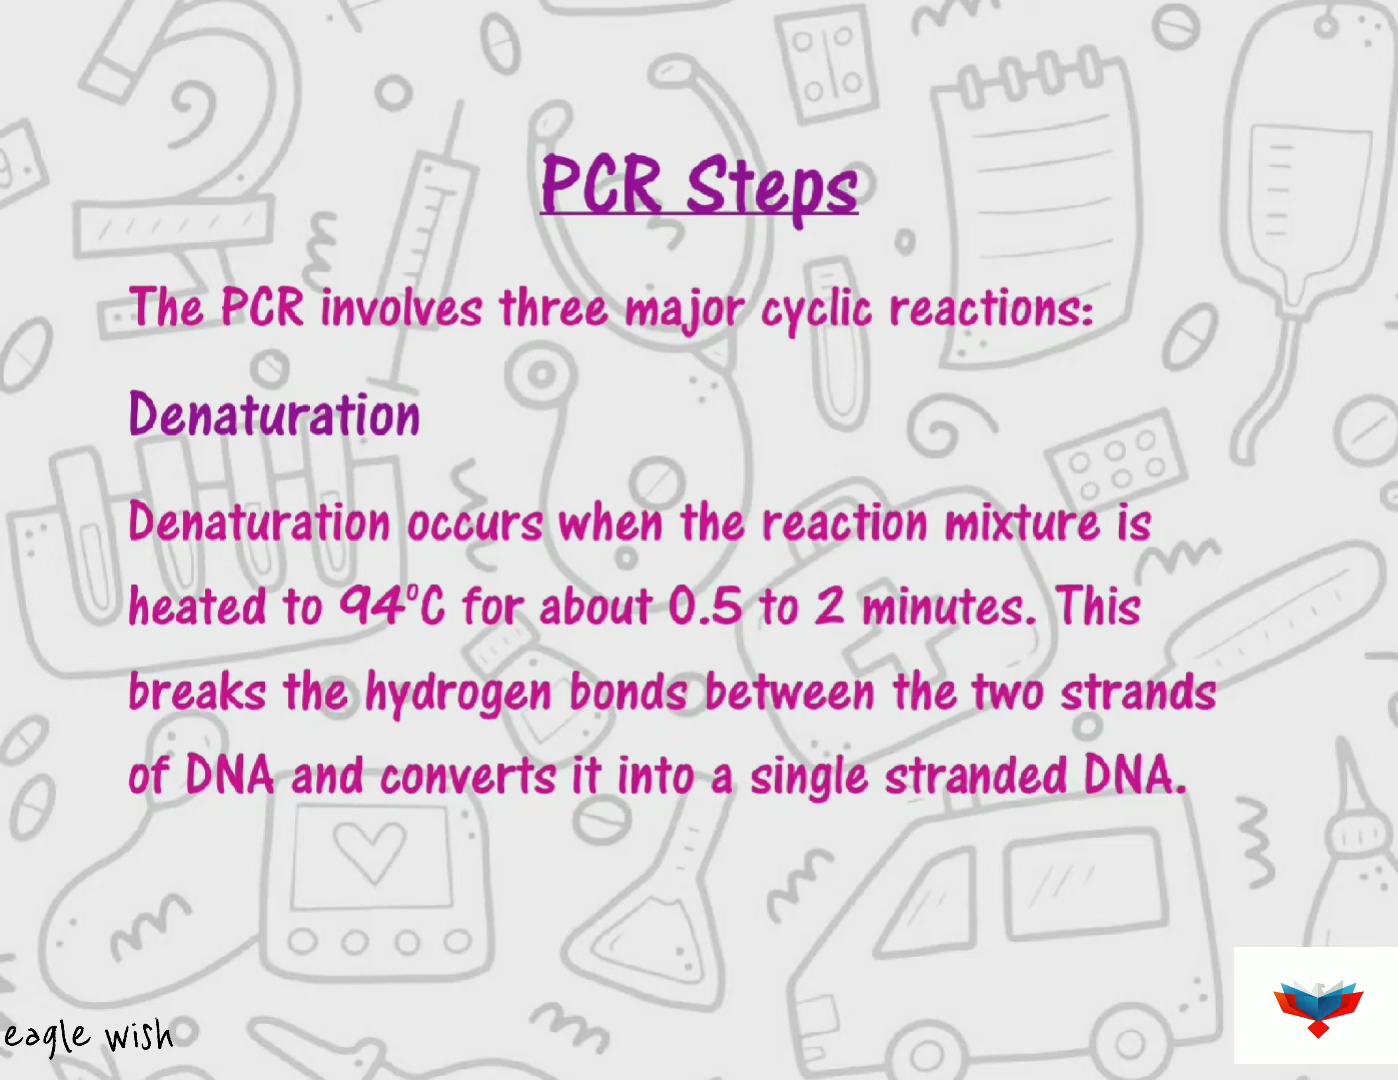 PCR Steps
The PCR involves three major cyclic reactions:
Denaturation
Denaturation occurs when the reaction mixture is
heated to 94°C for about 0.5 to 2 minutes. This
breaks the hydrogen bonds between the two strands
of DNA and converts it into a single stranded DNA.
eagle wish